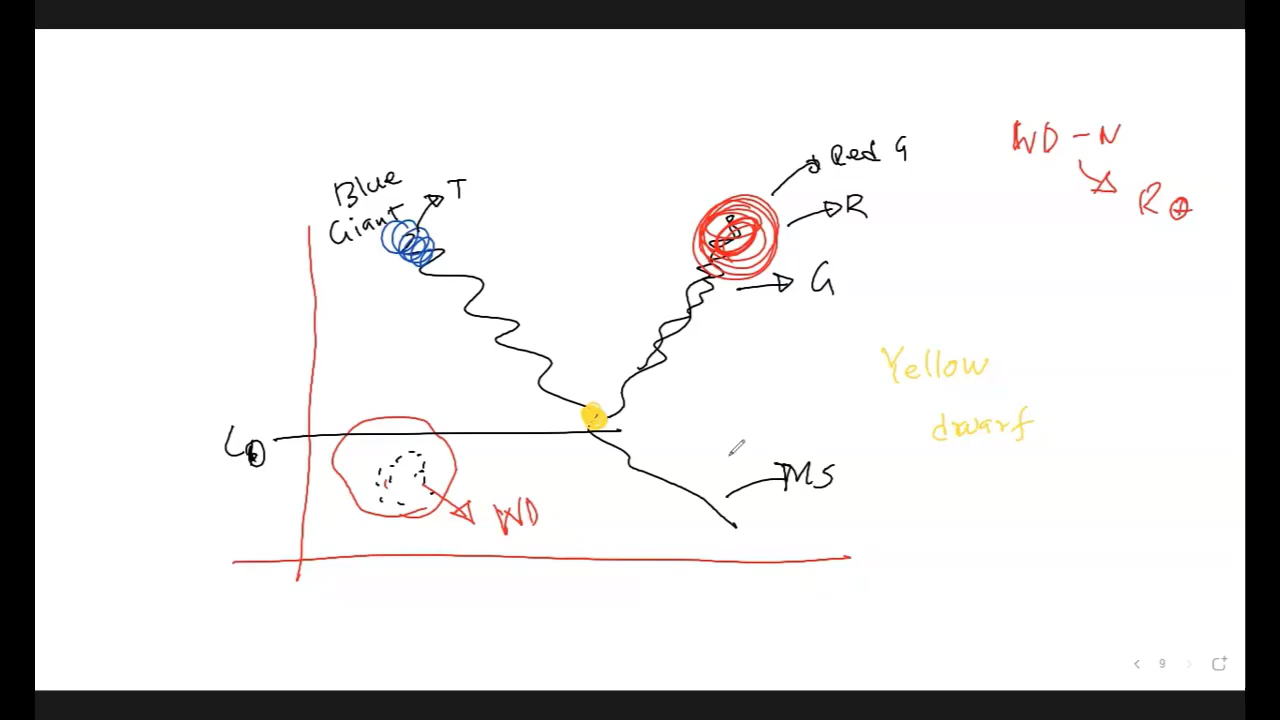 WD - N
R⊕
Red G
Blue
Giant
T
R
G
Yellow
dwarf
L⊕
MS
WD
9